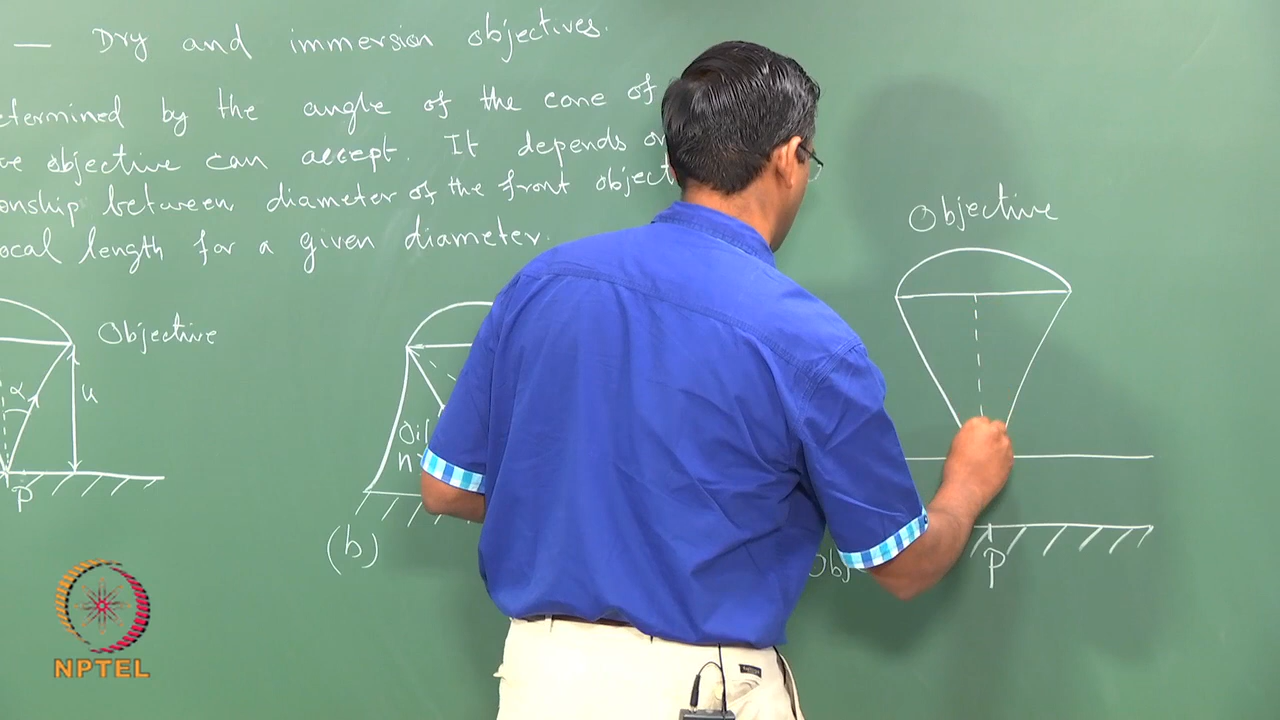 — Dry and immersion objectives.
etermined by the angle of the cone of
ve objective can accept. It depends on
onship between diameter of the front object
ocal length for a given diameter.
Objective
α
u
P
Oil
n
(b)
Objective
P
Obj
NPTEL